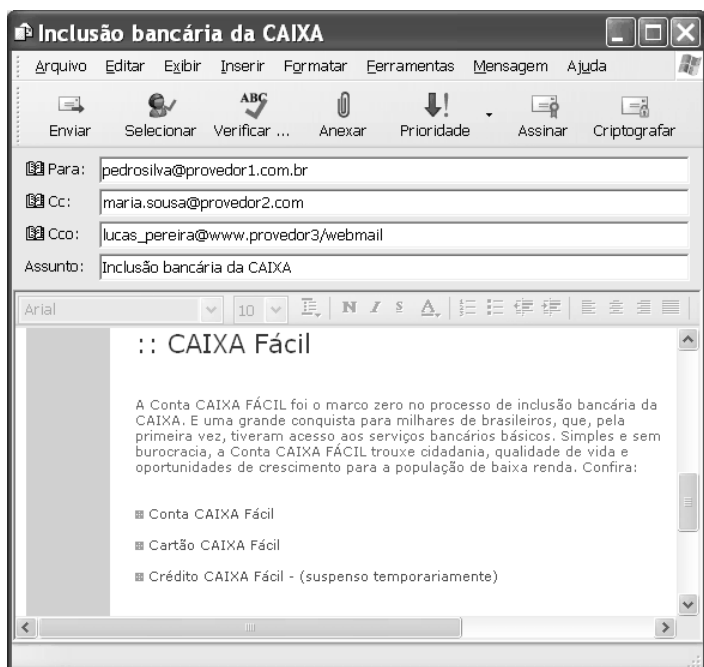 Inclusão bancária da CAIXA
Arquivo Editar Exibir Inserir Formatar Ferramentas Mensagem Ajuda
ABC
Enviar Selecionar Verificar ... Anexar Prioridade Assinar Criptografar
Para: pedrosilva@provedor1.com.br
Cc: maria.sousa@provedor2.com
Cco: lucas_pereira@www.provedor3/webmail
Assunto: Inclusão bancária da CAIXA
Arial 10 N I S A
:: CAIXA Fácil
A Conta CAIXA FÁCIL foi o marco zero no processo de inclusão bancária da
CAIXA. E uma grande conquista para milhares de brasileiros, que, pela
primeira vez, tiveram acesso aos serviços bancários básicos. Simples e sem
burocracia, a Conta CAIXA FÁCIL trouxe cidadania, qualidade de vida e
oportunidades de crescimento para a população de baixa renda. Confira:
Conta CAIXA Fácil
Cartão CAIXA Fácil
Crédito CAIXA Fácil - (suspenso temporariamente)